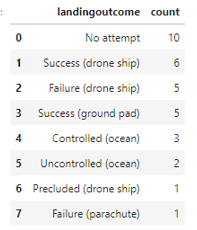 landingoutcome count
0 No attempt 10
1 Success (drone ship) 6
2 Failure (drone ship) 5
3 Success (ground pad) 5
4 Controlled (ocean) 3
5 Uncontrolled (ocean) 2
6 Precluded (drone ship) 1
7 Failure (parachute) 1